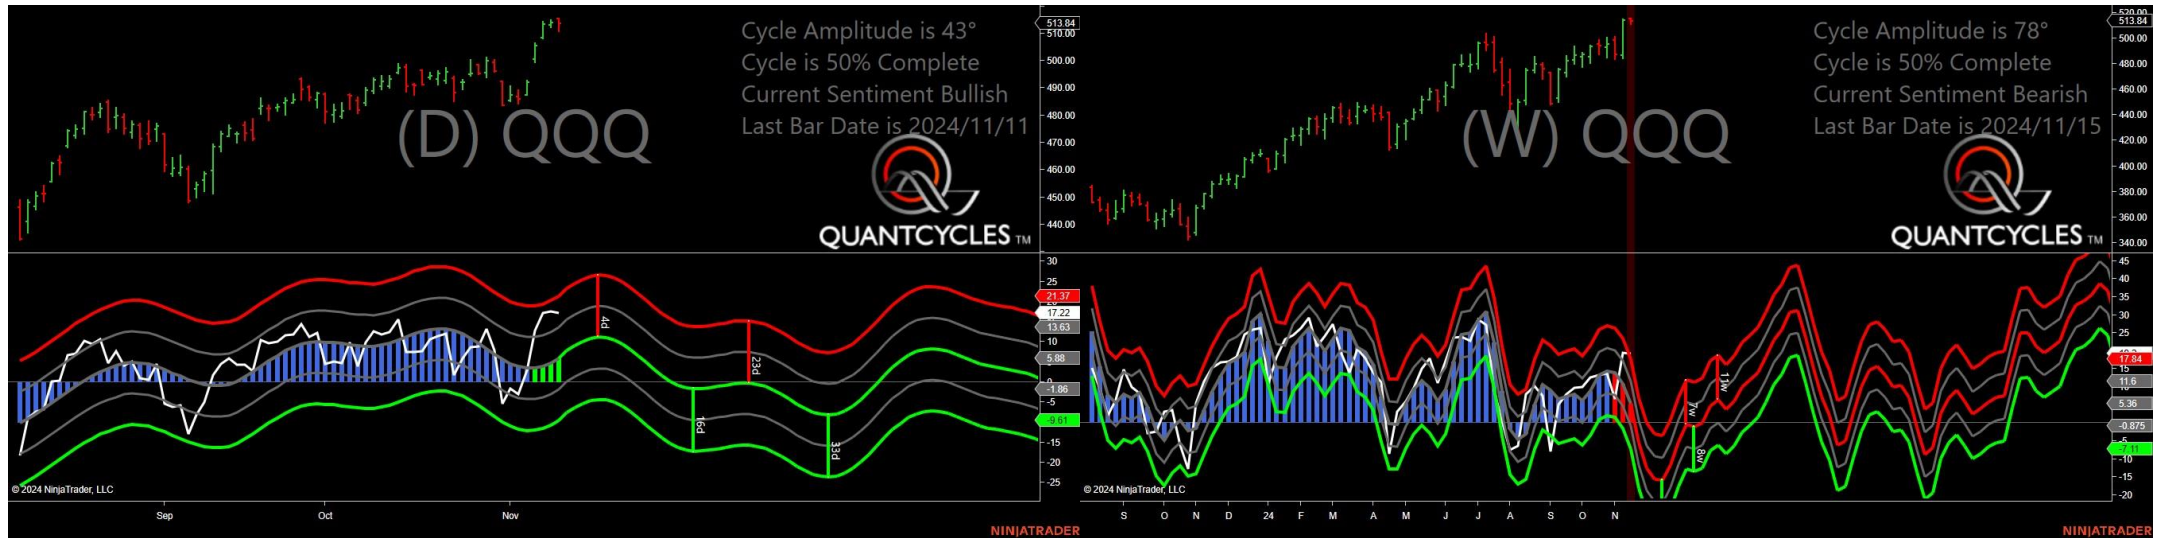 Cycle Amplitude is 43°
Cycle is 50% Complete
Current Sentiment Bullish
Last Bar Date is 2024/11/11
(D) QQQ
QUANTCYCLES TM
513.84
510.00
500.00
490.00
480.00
470.00
460.00
450.00
440.00
30
25
21.37
17.22
13.63
10
5.88
-1.86
-5
-9.61
-15
-20
-25
4d
16d
23d
33d
© 2024 NinjaTrader, LLC
Sep
Oct
Nov
NINJATRADER
Cycle Amplitude is 78°
Cycle is 50% Complete
Current Sentiment Bearish
Last Bar Date is 2024/11/15
(W) QQQ
QUANTCYCLES TM
520.00
513.84
500.00
480.00
460.00
440.00
420.00
400.00
380.00
360.00
340.00
45
40
35
30
25
17.84
15
11.6
5.36
-0.875
-7.11
-10
-15
-20
7w
8w
11w
© 2024 NinjaTrader, LLC
S O N D 24 F M A M J J A S O N
NINJATRADER